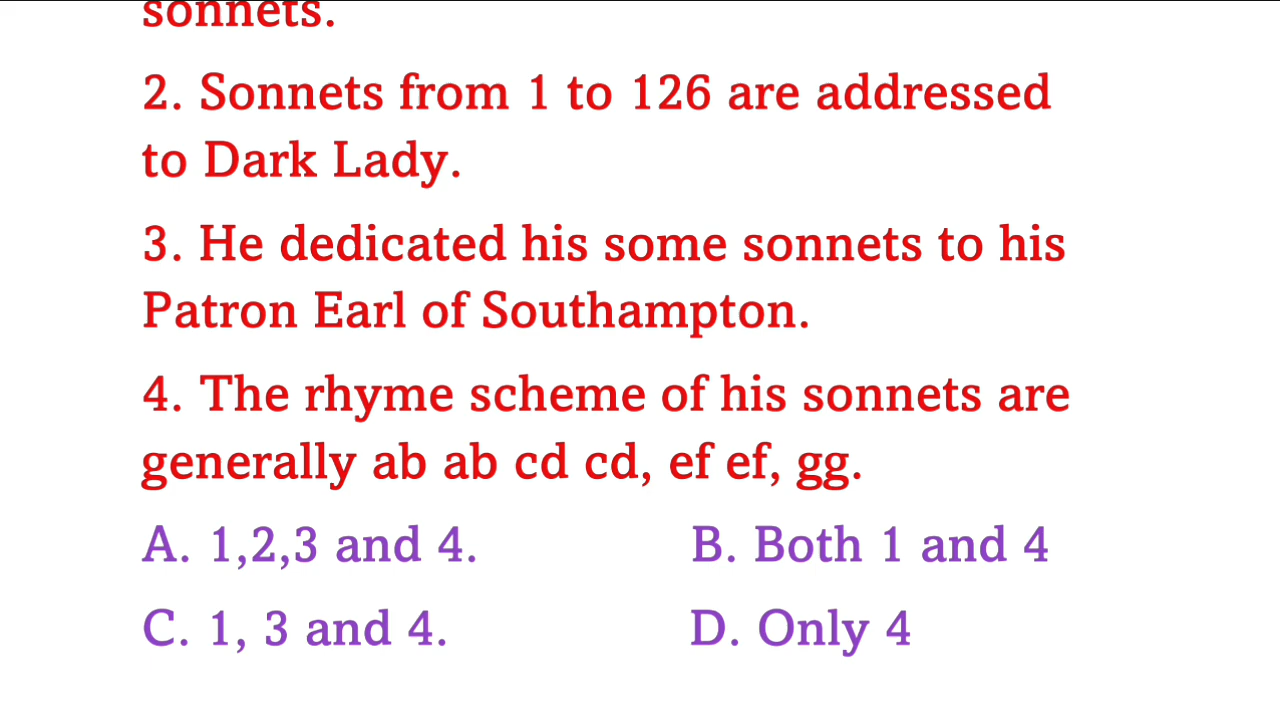 sonnets.
2. Sonnets from 1 to 126 are addressed
to Dark Lady.
3. He dedicated his some sonnets to his
Patron Earl of Southampton.
4. The rhyme scheme of his sonnets are
generally ab ab cd cd, ef ef, gg.
A. 1,2,3 and 4. B. Both 1 and 4
C. 1, 3 and 4. D. Only 4